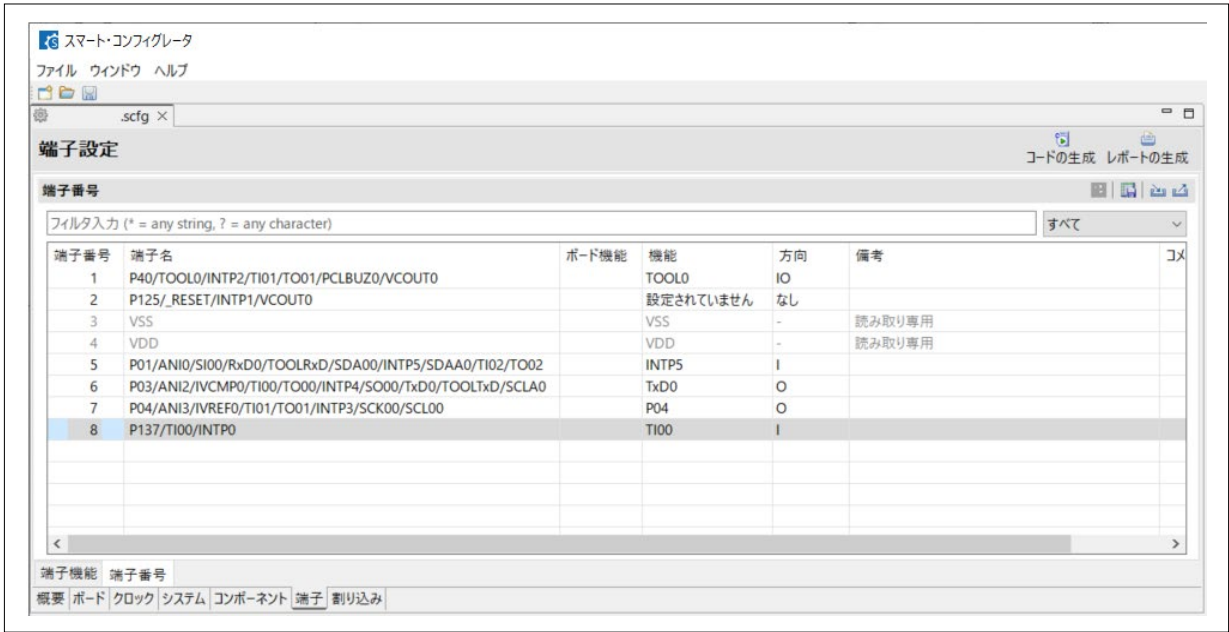 スマート・コンフィグレータ
ファイル ウィンドウ ヘルプ
.scfg ×
端子設定
コードの生成 レポートの生成
端子番号
フィルタ入力 (* = any string, ? = any character) すべて
端子番号 端子名 ボード機能 機能 方向 備考 コメ
1 P40/TOOL0/INTP2/TI01/TO01/PCLBUZ0/VCOUT0 TOOL0 IO
2 P125/_RESET/INTP1/VCOUT0 設定されていません なし
3 VSS VSS - 読み取り専用
4 VDD VDD - 読み取り専用
5 P01/ANI0/SI00/RxD0/TOOLRxD/SDA00/INTP5/SDAA0/TI02/TO02 INTP5 I
6 P03/ANI2/IVCMP0/TI00/TO00/INTP4/SO00/TxD0/TOOLTxD/SCLA0 TxD0 O
7 P04/ANI3/IVREF0/TI01/TO01/INTP3/SCK00/SCL00 P04 O
8 P137/TI00/INTP0 TI00 I
端子機能 端子番号
概要 ボード クロック システム コンポーネント 端子 割り込み